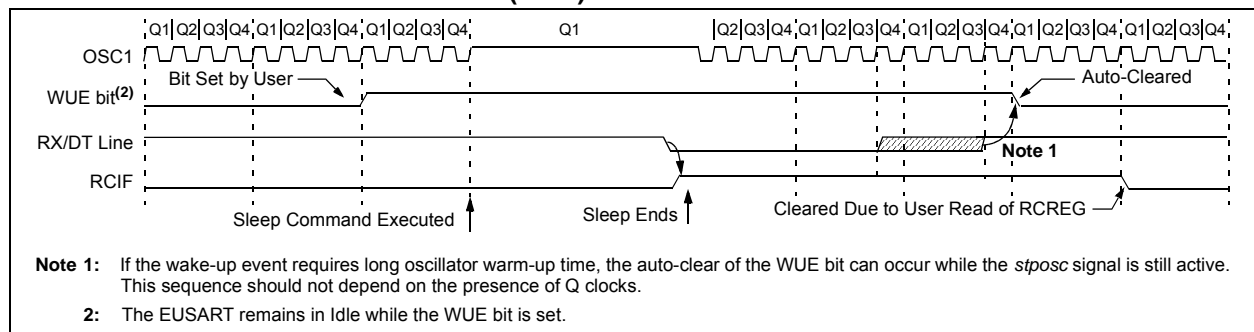 Q1 Q2 Q3 Q4 Q1 Q2 Q3 Q4 Q1 Q2 Q3 Q4 Q1 Q2 Q3 Q4 Q1 Q2 Q3 Q4 Q1 Q2 Q3 Q4 Q1 Q2 Q3 Q4 Q1 Q2 Q3 Q4
OSC1
Bit Set by User
Auto-Cleared
WUE bit(2)
RX/DT Line
Note 1
RCIF
Sleep Command Executed
Sleep Ends
Cleared Due to User Read of RCREG
Note 1: If the wake-up event requires long oscillator warm-up time, the auto-clear of the WUE bit can occur while the stposc signal is still active.
This sequence should not depend on the presence of Q clocks.
2: The EUSART remains in Idle while the WUE bit is set.